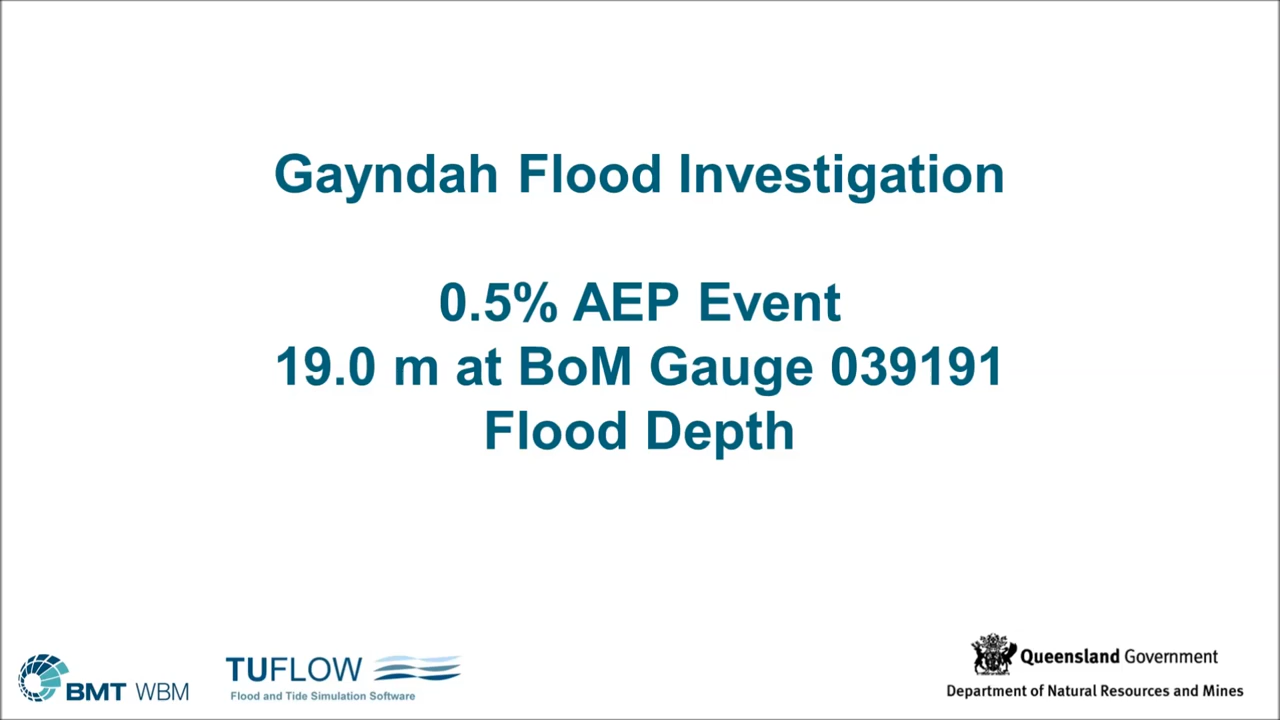 Gayndah Flood Investigation
0.5% AEP Event
19.0 m at BoM Gauge 039191
Flood Depth
BMT WBM
TUFLOW
Flood and Tide Simulation Software
Queensland Government
Department of Natural Resources and Mines